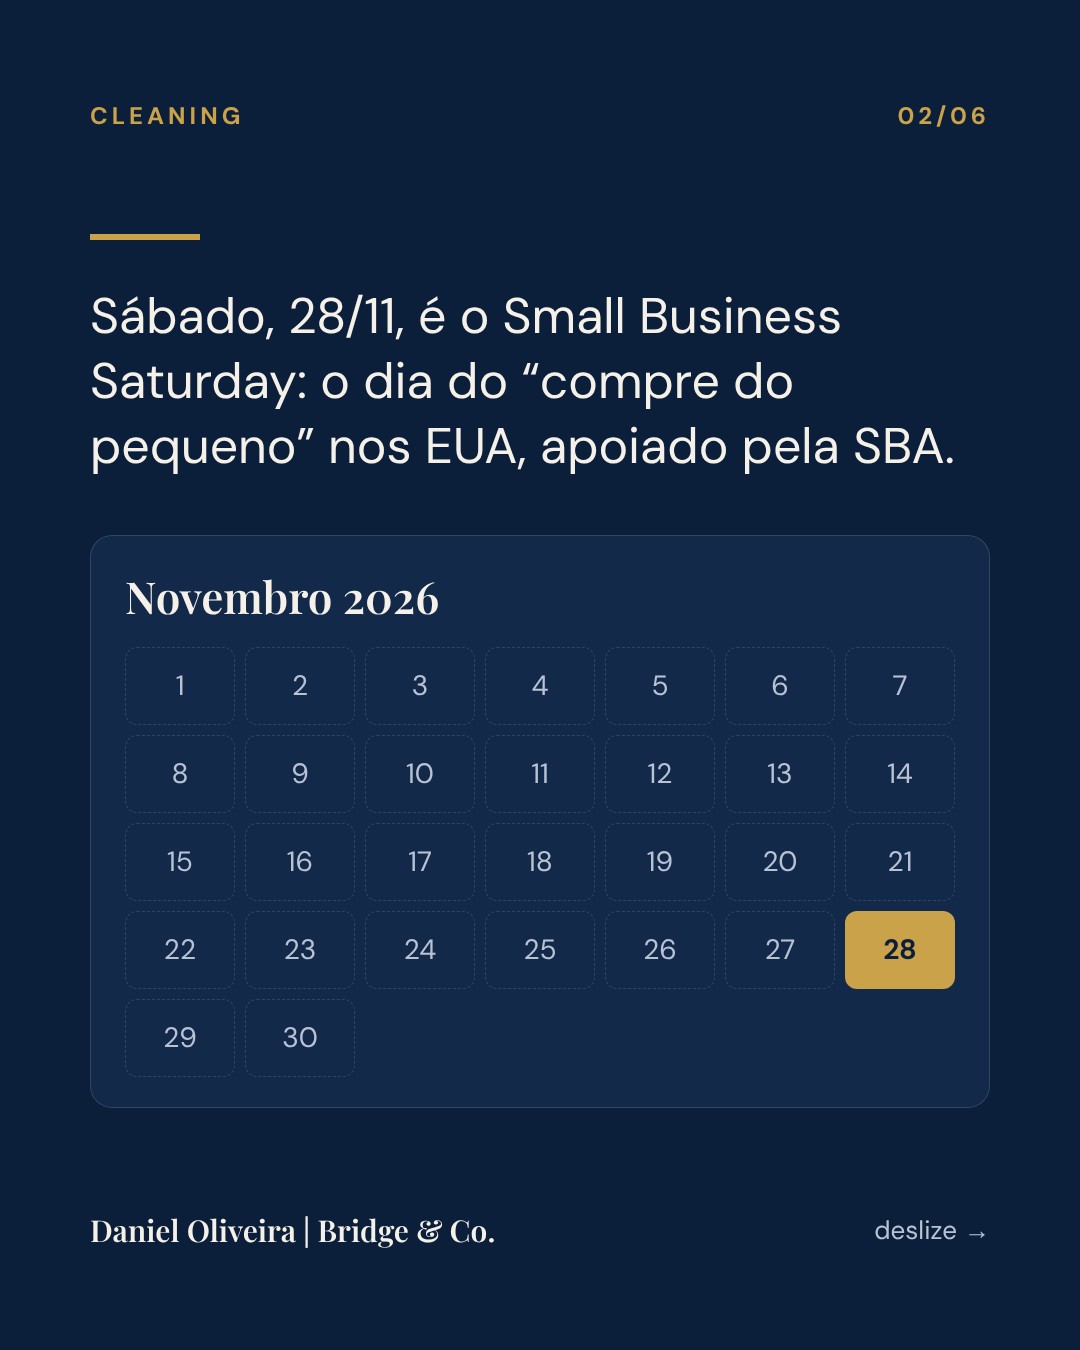 CLEANING
02/06
Sábado, 28/11, é o Small Business
Saturday: o dia do “compre do
pequeno” nos EUA, apoiado pela SBA.
Novembro 2026
1 2 3 4 5 6 7
8 9 10 11 12 13 14
15 16 17 18 19 20 21
22 23 24 25 26 27 28
29 30
Daniel Oliveira | Bridge & Co.
deslize →